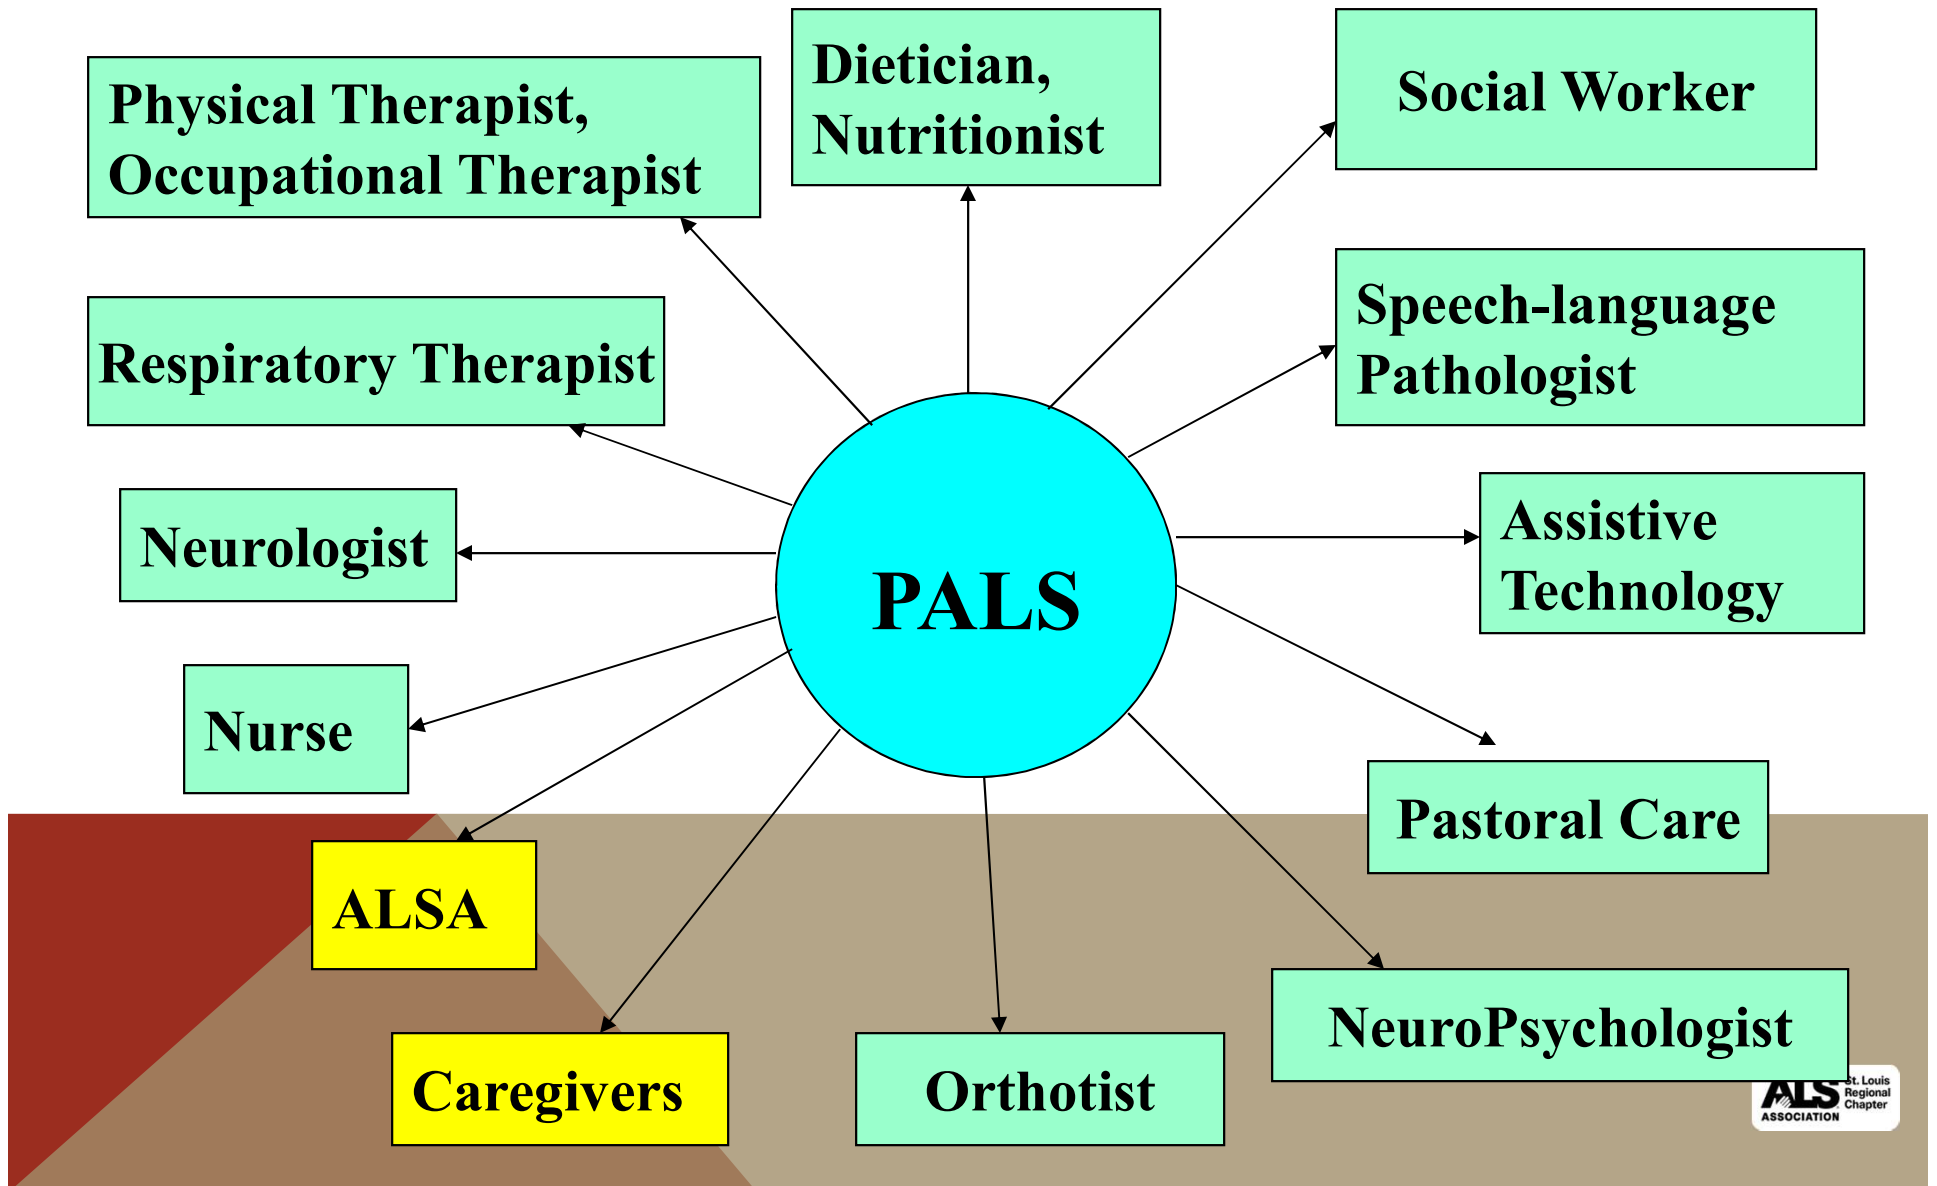 Physical Therapist,
Occupational Therapist
Dietician,
Nutritionist
Social Worker
Respiratory Therapist
Speech-language
Pathologist
Neurologist
PALS
Assistive
Technology
Nurse
Pastoral Care
ALSA
Caregivers
Orthotist
NeuroPsychologist
ALS
ASSOCIATION
St. Louis
Regional
Chapter